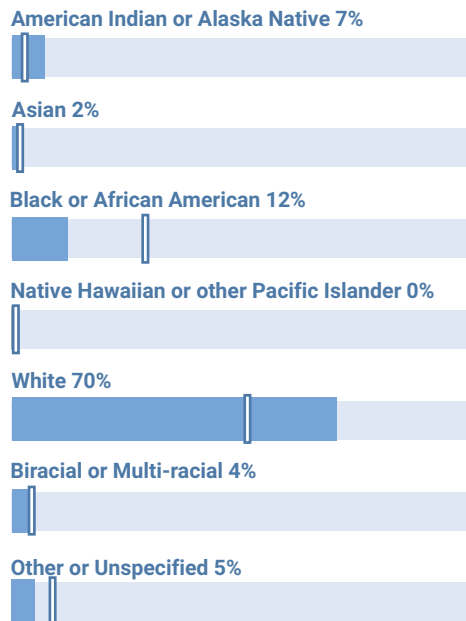 American Indian or Alaska Native 7%
Asian 2%
Black or African American 12%
Native Hawaiian or other Pacific Islander 0%
White 70%
Biracial or Multi-racial 4%
Other or Unspecified 5%